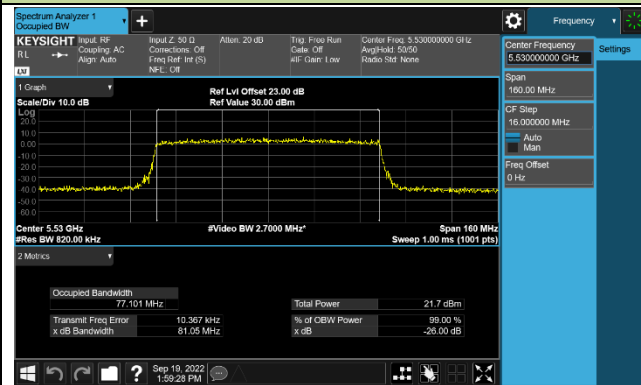 Spectrum Analyzer 1
Occupied BW
+
Frequency
KEYSIGHT
Input: RF
Coupling: AC
Align: Auto
Input Z: 50 Ω
Corrections: Off
Freq Ref: Int (S)
NFE: Off
Atten: 20 dB
Trig: Free Run
Gate: Off
#IF Gain: Low
Center Freq: 5.530000000 GHz
Avg|Hold: 50/50
Radio Std: None
RL
LXI
Center Frequency
5.530000000 GHz
Settings
Span
160.00 MHz
CF Step
16.000000 MHz
Auto
Man
Freq Offset
0 Hz
1 Graph
Scale/Div 10.0 dB
Ref Lvl Offset 23.00 dB
Ref Value 30.00 dBm
Log
20.0
10.0
0.00
-10.0
-20.0
-30.0
-40.0
-50.0
-60.0
Center 5.53 GHz
#Video BW 2.7000 MHz*
Span 160 MHz
#Res BW 820.00 kHz
Sweep 1.00 ms (1001 pts)
2 Metrics
Occupied Bandwidth
77.101 MHz
Total Power
21.7 dBm
Transmit Freq Error
10.367 kHz
% of OBW Power
99.00 %
x dB Bandwidth
81.05 MHz
x dB
-26.00 dB
?
Sep 19, 2022
1:59:28 PM